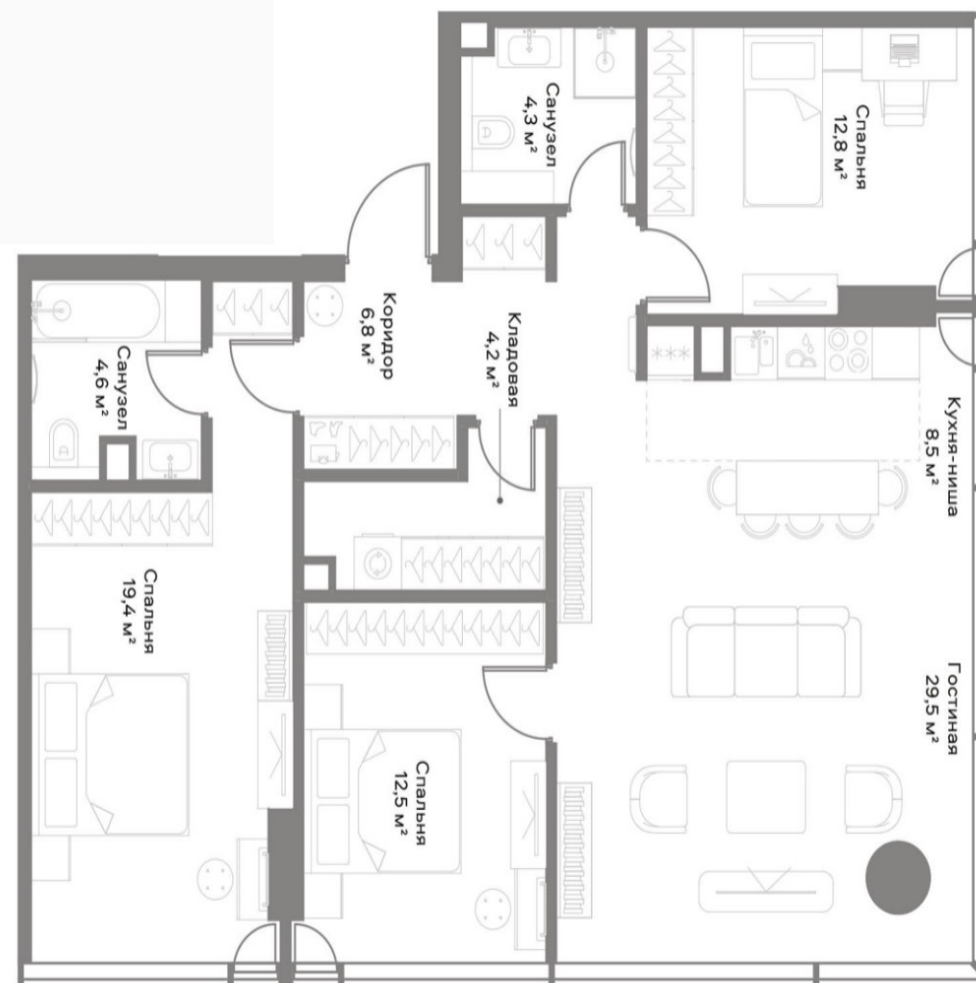 Санузел
4,3 м²
Спальня
12,8 м²
Коридор
6,8 м²
Кладовая
4,2 м²
Санузел
4,6 м²
Кухня-ниша
8,5 м²
Спальня
19,4 м²
Гостиная
29,5 м²
Спальня
12,5 м²